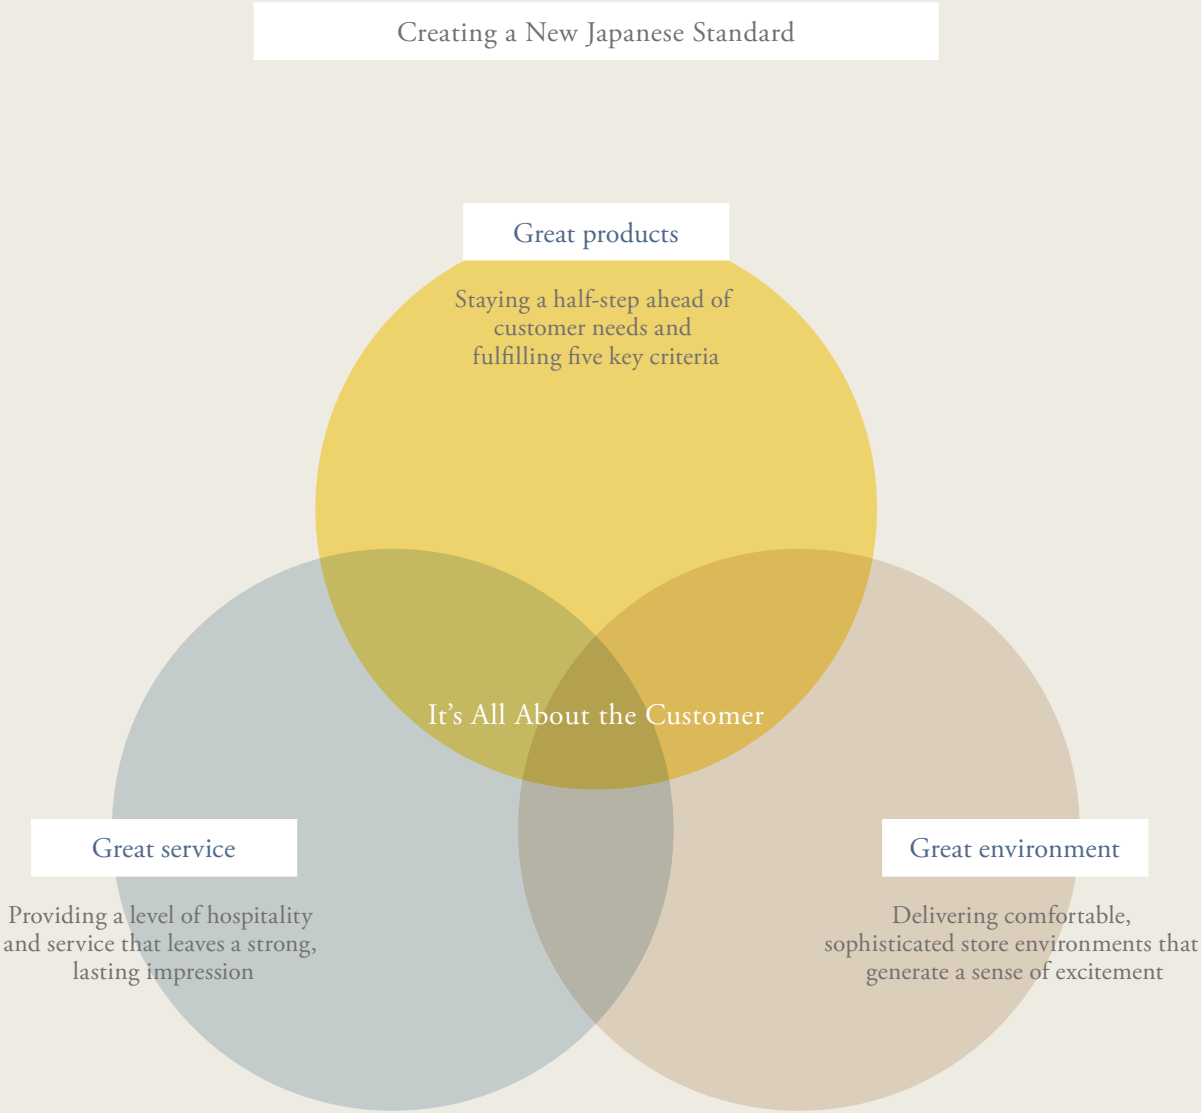 Creating a New Japanese Standard
Great products
Staying a half-step ahead of
customer needs and
fulfilling five key criteria
It’s All About the Customer
Great service
Providing a level of hospitality
and service that leaves a strong,
lasting impression
Great environment
Delivering comfortable,
sophisticated store environments that
generate a sense of excitement